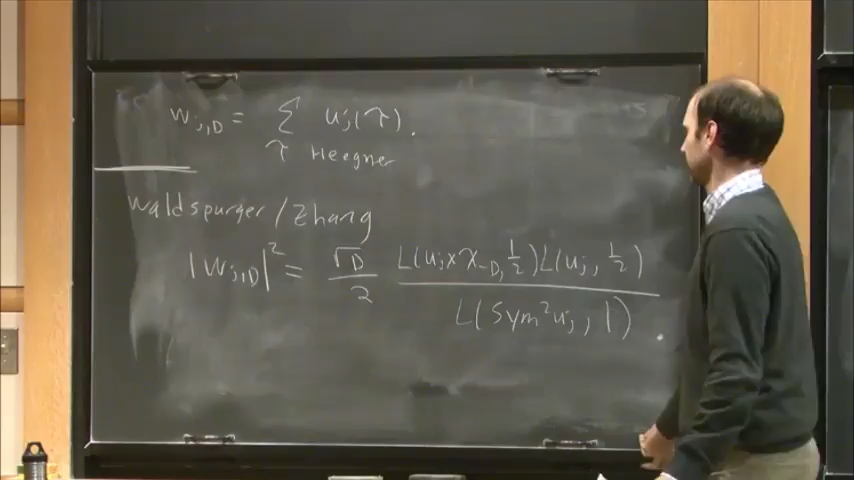 W_{j,D} = Σ u_j(τ).
τ Heegner
Waldspurger/Zhang
|W_{j,D}|^2 = √D/2 L(u_j×χ_{-D}, 1/2) L(u_j, 1/2) / L(Sym^2 u_j, 1)